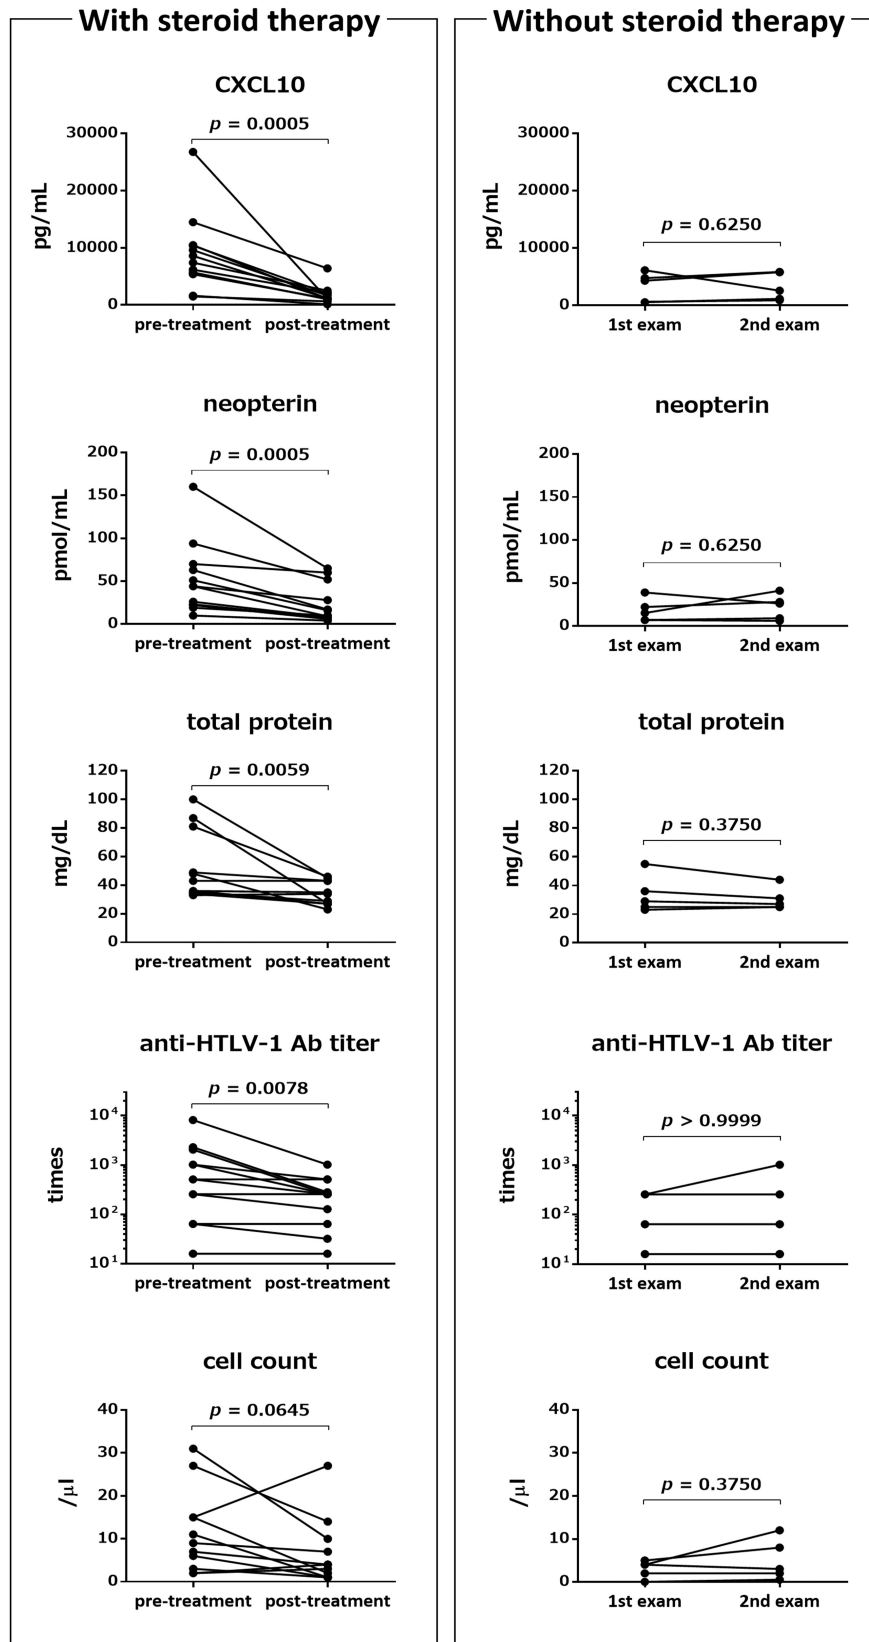 With steroid therapy
CXCL10
p = 0.0005
30000
20000
10000
0
pg/mL
pre-treatment post-treatment
neopterin
p = 0.0005
200
150
100
50
0
pmol/mL
pre-treatment post-treatment
total protein
p = 0.0059
120
100
80
60
40
20
0
mg/dL
pre-treatment post-treatment
anti-HTLV-1 Ab titer
p = 0.0078
10⁴
10³
10²
10¹
times
pre-treatment post-treatment
cell count
p = 0.0645
40
30
20
10
0
/μl
pre-treatment post-treatment
Without steroid therapy
CXCL10
30000
20000
10000
0
p = 0.6250
pg/mL
1st exam 2nd exam
neopterin
200
150
100
50
0
p = 0.6250
pmol/mL
1st exam 2nd exam
total protein
120
100
80
60
40
20
0
p = 0.3750
mg/dL
1st exam 2nd exam
anti-HTLV-1 Ab titer
10⁴
10³
10²
10¹
p > 0.9999
times
1st exam 2nd exam
cell count
40
30
20
10
0
p = 0.3750
/μl
1st exam 2nd exam